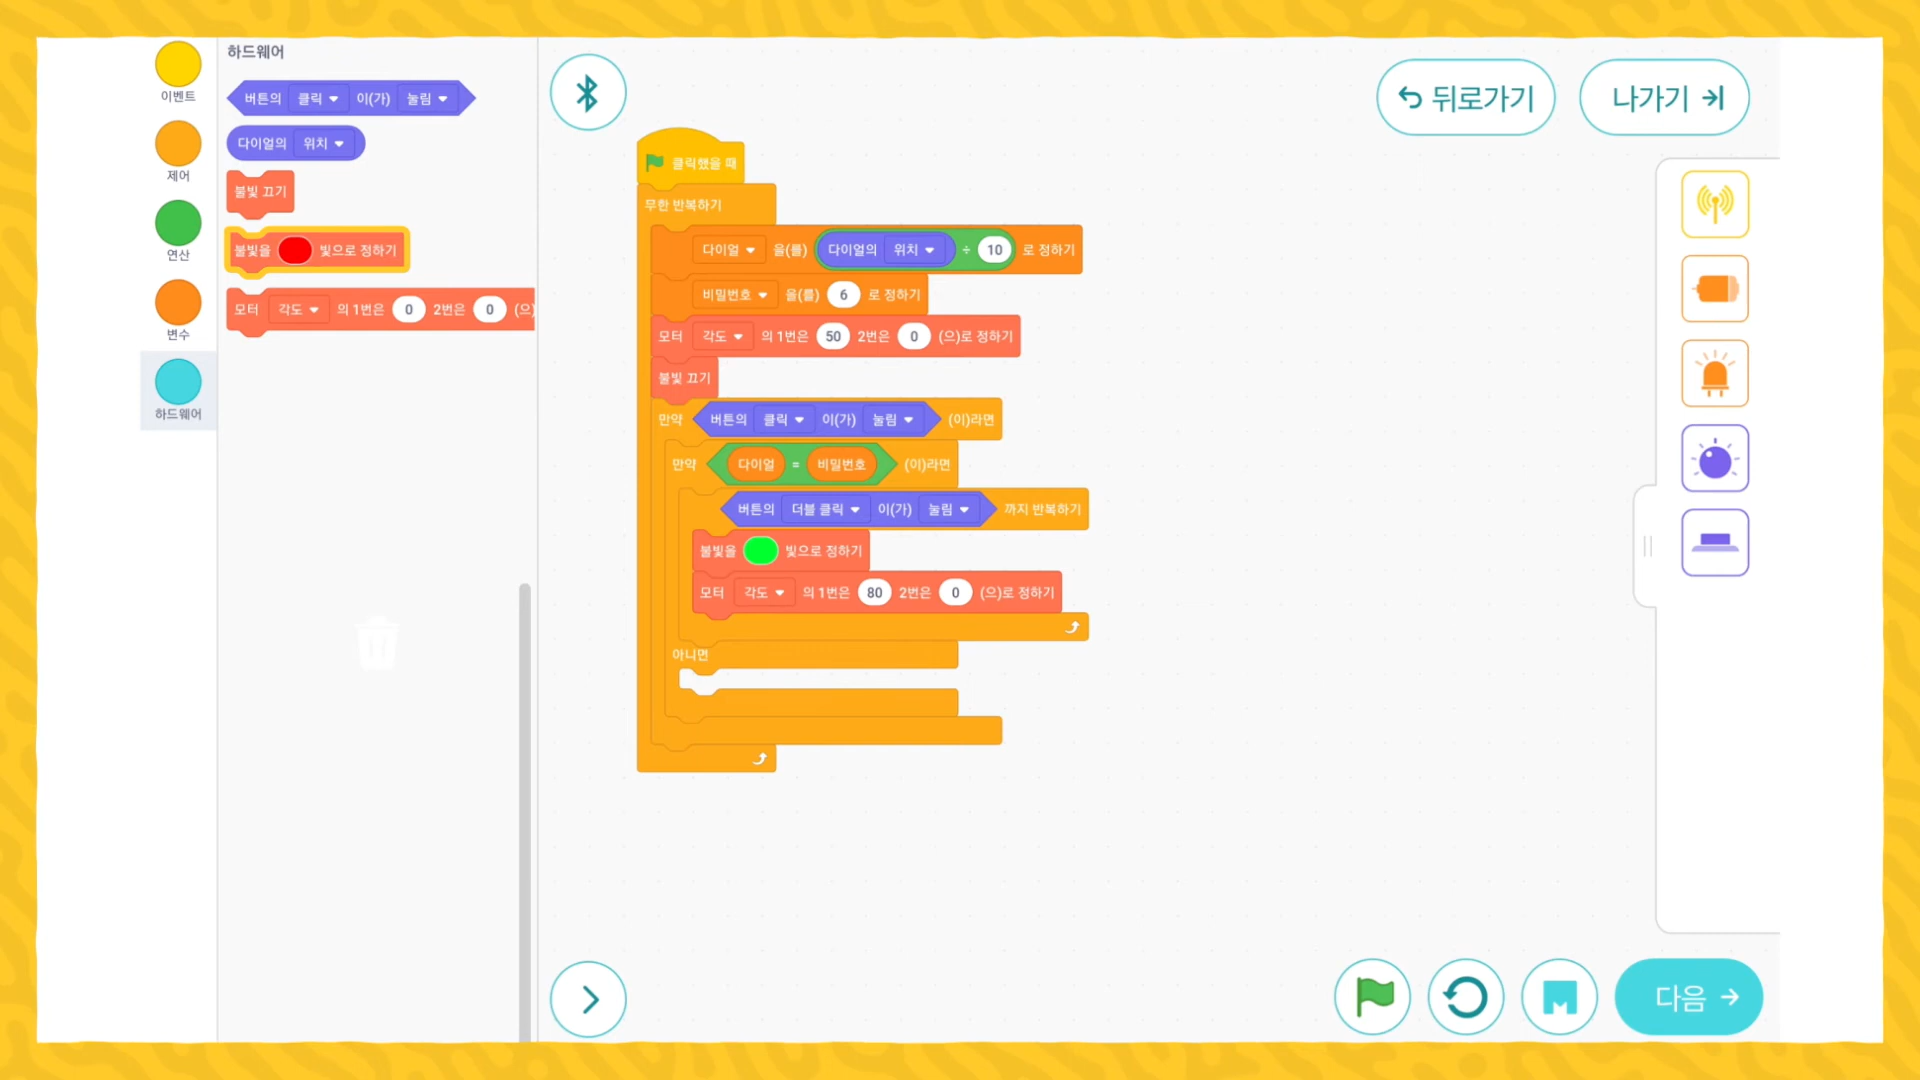 하드웨어
이벤트
제어
연산
변수
하드웨어
버튼의 클릭 이(가) 눌림
다이얼의 위치
불빛 끄기
불빛을 빛으로 정하기
모터 각도 의 1번은 0 2번은 0 (으)
뒤로가기
나가기
클릭했을 때
무한 반복하기
다이얼 을(를) 다이얼의 위치 ÷ 10 로 정하기
비밀번호 을(를) 6 로 정하기
모터 각도 의 1번은 50 2번은 0 (으)로 정하기
불빛 끄기
만약 버튼의 클릭 이(가) 눌림 (이)라면
만약 다이얼 = 비밀번호 (이)라면
버튼의 더블 클릭 이(가) 눌림 까지 반복하기
불빛을 빛으로 정하기
모터 각도 의 1번은 80 2번은 0 (으)로 정하기
아니면
다음